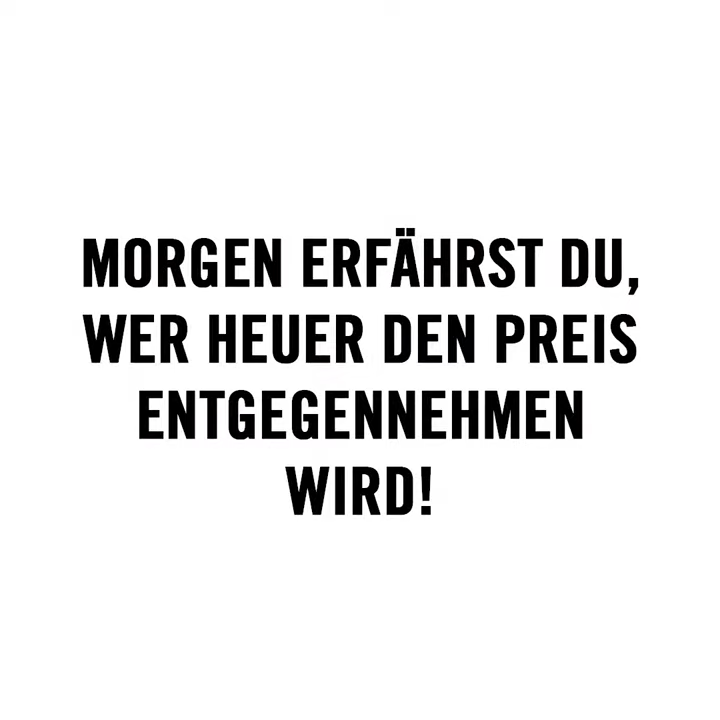 MORGEN ERFÄHRST DU,
WER HEUER DEN PREIS
ENTGEGENNEHMEN
WIRD!